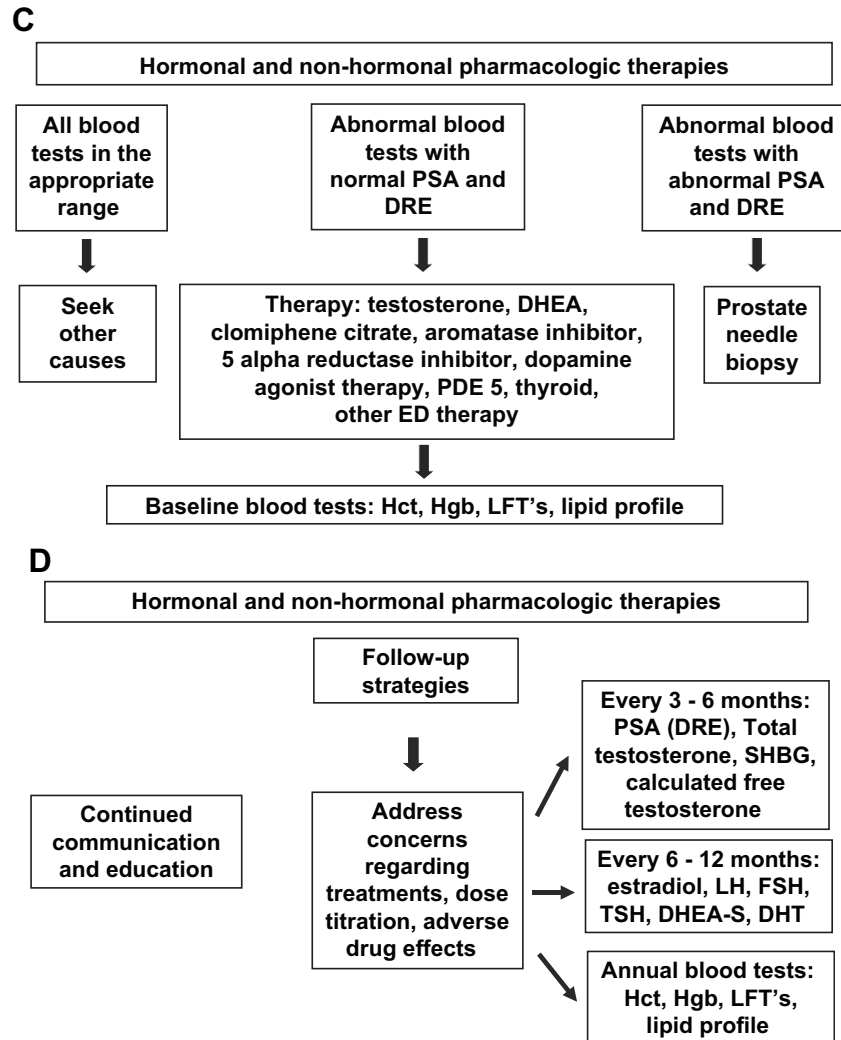 C
Hormonal and non-hormonal pharmacologic therapies
All blood
tests in the
appropriate
range
Abnormal blood
tests with
normal PSA and
DRE
Abnormal blood
tests with
abnormal PSA
and DRE
Seek
other
causes
Therapy: testosterone, DHEA,
clomiphene citrate, aromatase inhibitor,
5 alpha reductase inhibitor, dopamine
agonist therapy, PDE 5, thyroid,
other ED therapy
Prostate
needle
biopsy
Baseline blood tests: Hct, Hgb, LFT's, lipid profile
D
Hormonal and non-hormonal pharmacologic therapies
Follow-up
strategies
Continued
communication
and education
Address
concerns
regarding
treatments, dose
titration, adverse
drug effects
Every 3 - 6 months:
PSA (DRE), Total
testosterone, SHBG,
calculated free
testosterone
Every 6 - 12 months:
estradiol, LH, FSH,
TSH, DHEA-S, DHT
Annual blood tests:
Hct, Hgb, LFT's,
lipid profile